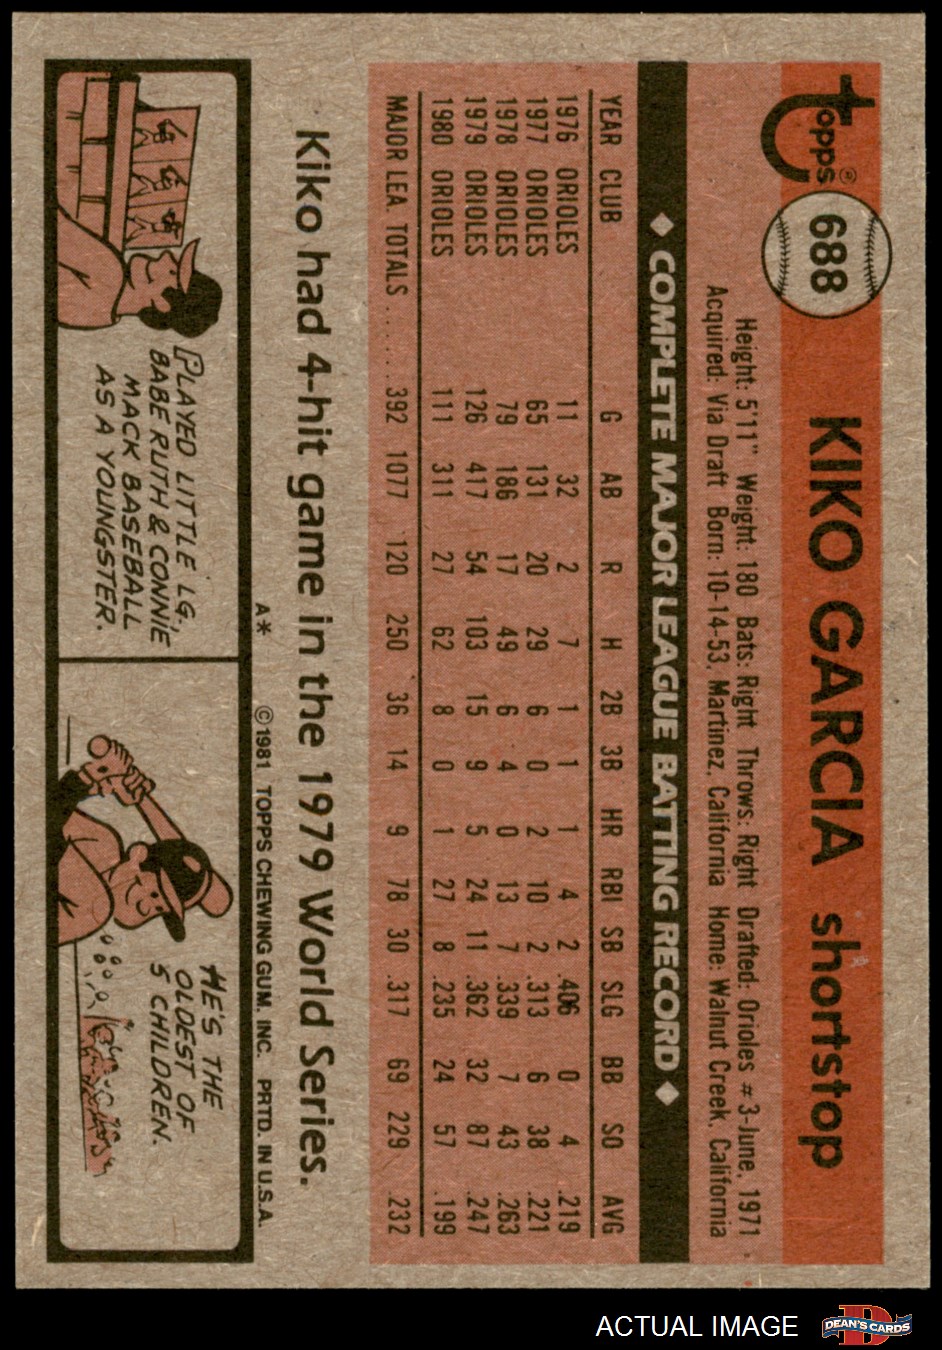 topps®
688
KIKO GARCIA shortstop
Height: 5'11" Weight: 180 Bats: Right Throws: Right Drafted: Orioles #3-June, 1971
Acquired: Via Draft Born: 10-14-53, Martinez, California Home: Walnut Creek, California
◆ COMPLETE MAJOR LEAGUE BATTING RECORD ◆
YEAR CLUB G AB R H 2B 3B HR RBI SB SLG BB SO AVG
1976 ORIOLES 11 32 2 7 1 1 1 4 2 .406 0 4 .219
1977 ORIOLES 65 131 20 29 6 0 2 10 2 .313 6 38 .221
1978 ORIOLES 79 186 17 49 6 4 0 13 7 .339 7 43 .263
1979 ORIOLES 126 417 54 103 15 9 5 24 11 .362 32 87 .247
1980 ORIOLES 111 311 27 62 8 0 1 27 8 .235 24 57 .199
MAJOR LEA. TOTALS ...... 392 1077 120 250 36 14 9 78 30 .317 69 229 .232
Kiko had 4-hit game in the 1979 World Series.
A* ©1981 TOPPS CHEWING GUM, INC. PRTD. IN U.S.A.
PLAYED LITTLE LG.,
BABE RUTH & CONNIE
MACK BASEBALL
AS A YOUNGSTER.
HE'S THE
OLDEST OF
5 CHILDREN.
ACTUAL IMAGE
DEAN'S CARDS